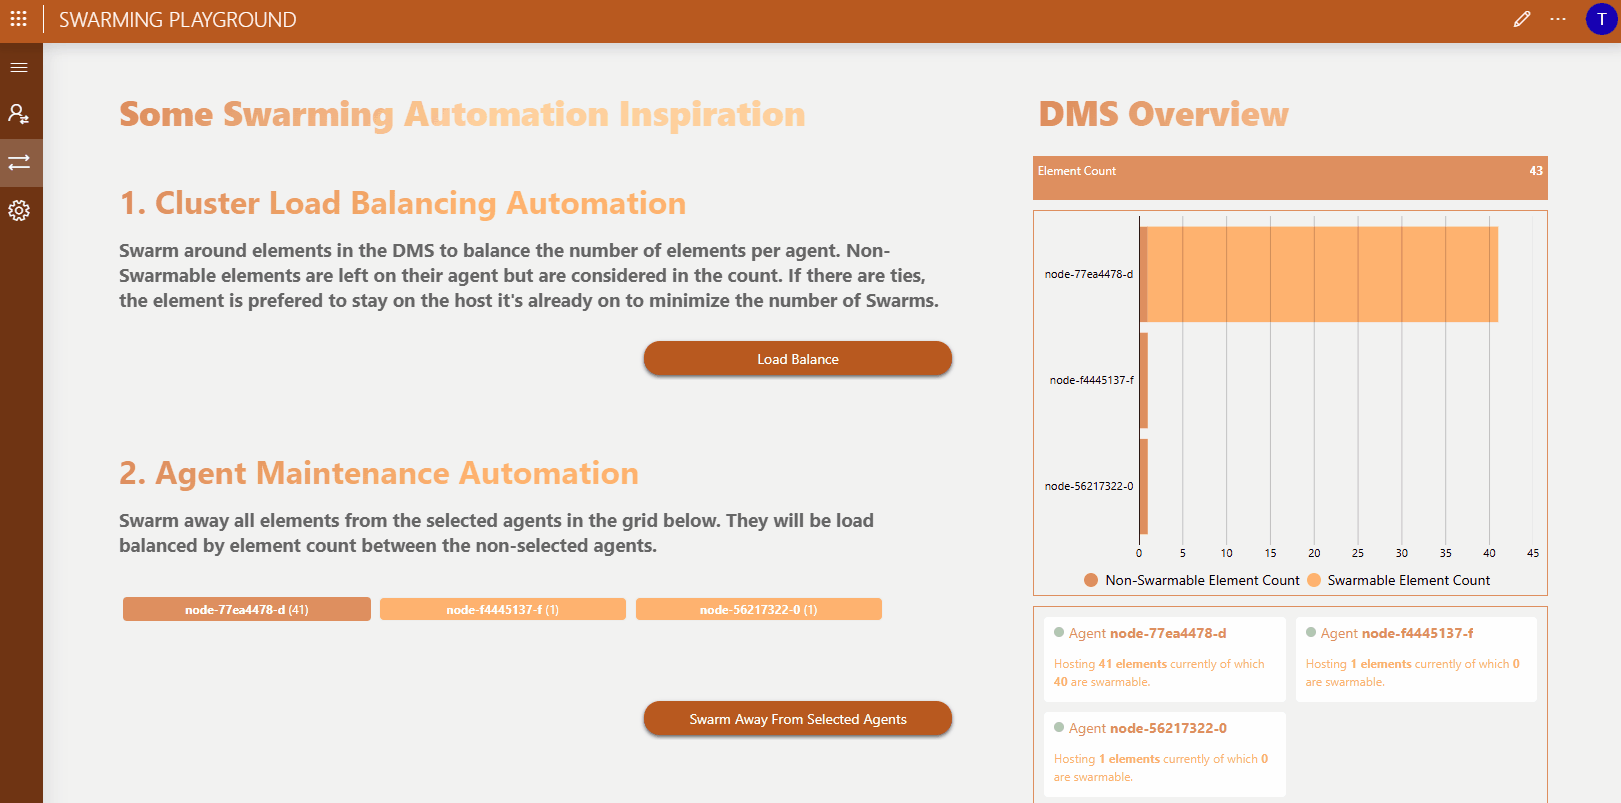 SWARMING PLAYGROUND
T
Some Swarming Automation Inspiration
1. Cluster Load Balancing Automation
Swarm around elements in the DMS to balance the number of elements per agent. Non-
Swarmable elements are left on their agent but are considered in the count. If there are ties,
the element is prefered to stay on the host it's already on to minimize the number of Swarms.
Load Balance
2. Agent Maintenance Automation
Swarm away all elements from the selected agents in the grid below. They will be load
balanced by element count between the non-selected agents.
node-77ea4478-d (41)
node-f4445137-f (1)
node-56217322-0 (1)
Swarm Away From Selected Agents
DMS Overview
Element Count 43
node-77ea4478-d
node-f4445137-f
node-56217322-0
0 5 10 15 20 25 30 35 40 45
Non-Swarmable Element Count Swarmable Element Count
Agent node-77ea4478-d
Hosting 41 elements currently of which
40 are swarmable.
Agent node-f4445137-f
Hosting 1 elements currently of which 0
are swarmable.
Agent node-56217322-0
Hosting 1 elements currently of which 0
are swarmable.